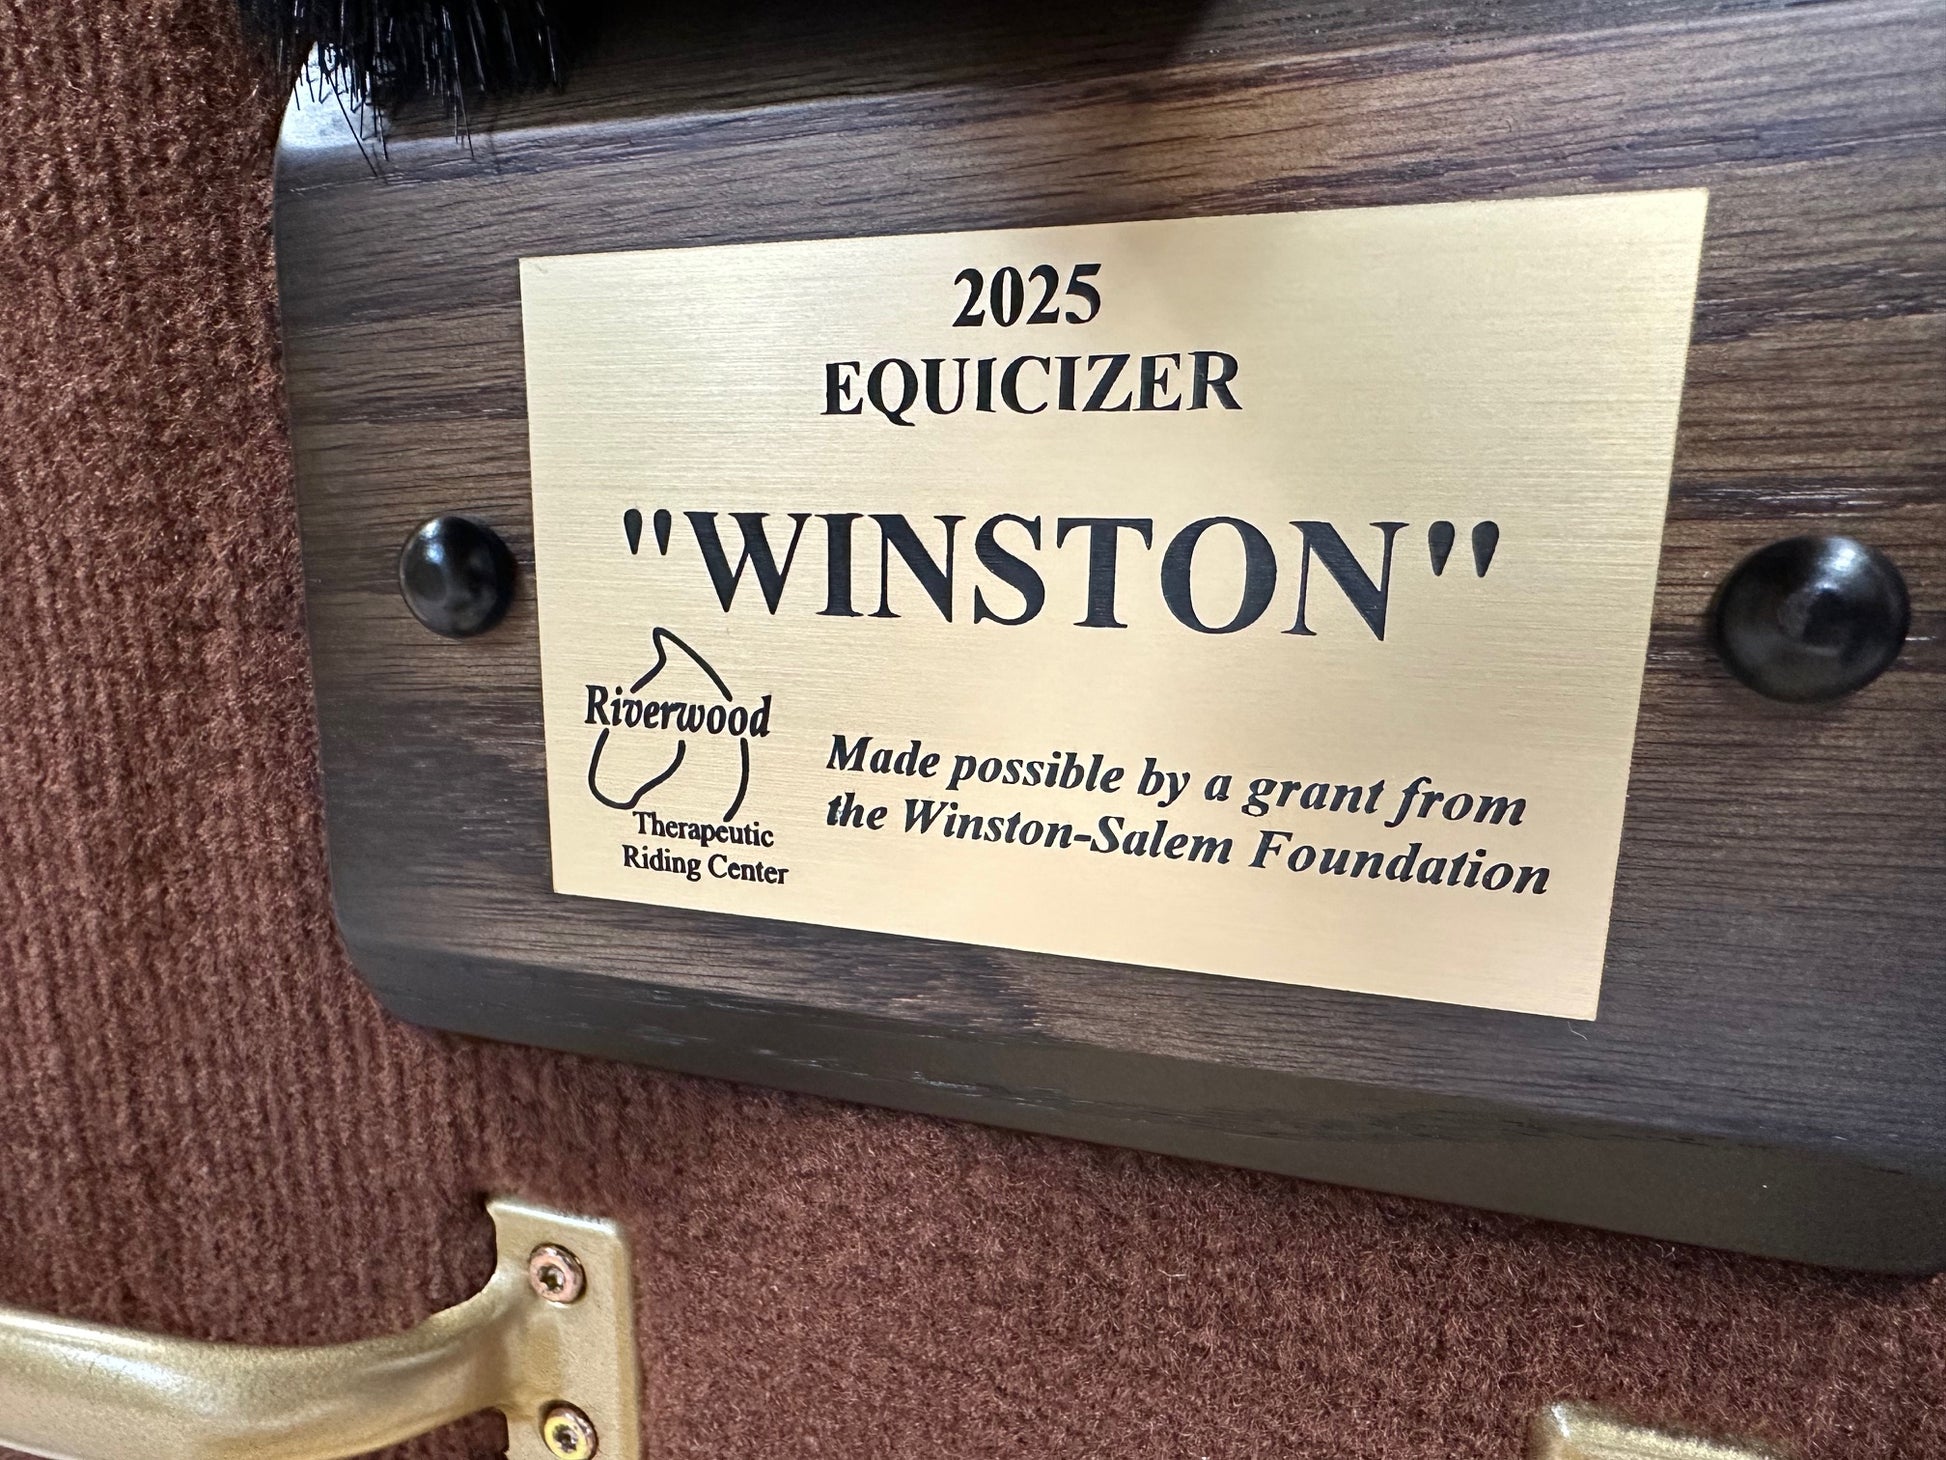 2025
EQUICIZER
"WINSTON"
Riverwood
Therapeutic
Riding Center
Made possible by a grant from
the Winston-Salem Foundation